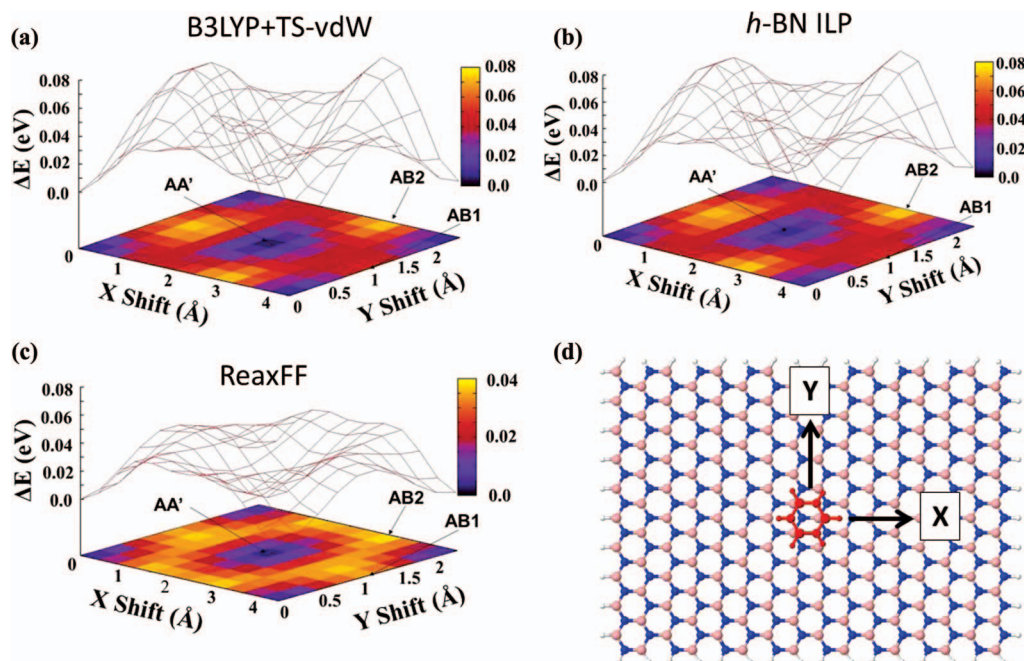 (a)
B3LYP+TS-vdW
ΔE (eV)
0.08
0.06
0.04
0.02
0.0
0.08
0.06
0.04
0.02
0.0
AA'
AB2
AB1
0
1
2
3
4
X Shift (Å)
0
0.5
1
1.5
2
Y Shift (Å)
(b)
h-BN ILP
ΔE (eV)
0.08
0.06
0.04
0.02
0.0
0.08
0.06
0.04
0.02
0.0
AA'
AB2
AB1
0
1
2
3
4
X Shift (Å)
0
0.5
1
1.5
2
Y Shift (Å)
(c)
ReaxFF
ΔE (eV)
0.08
0.06
0.04
0.02
0.0
0.04
0.02
0.0
AA'
AB2
AB1
0
1
2
3
4
X Shift (Å)
0
0.5
1
1.5
2
Y Shift (Å)
(d)
Y
X